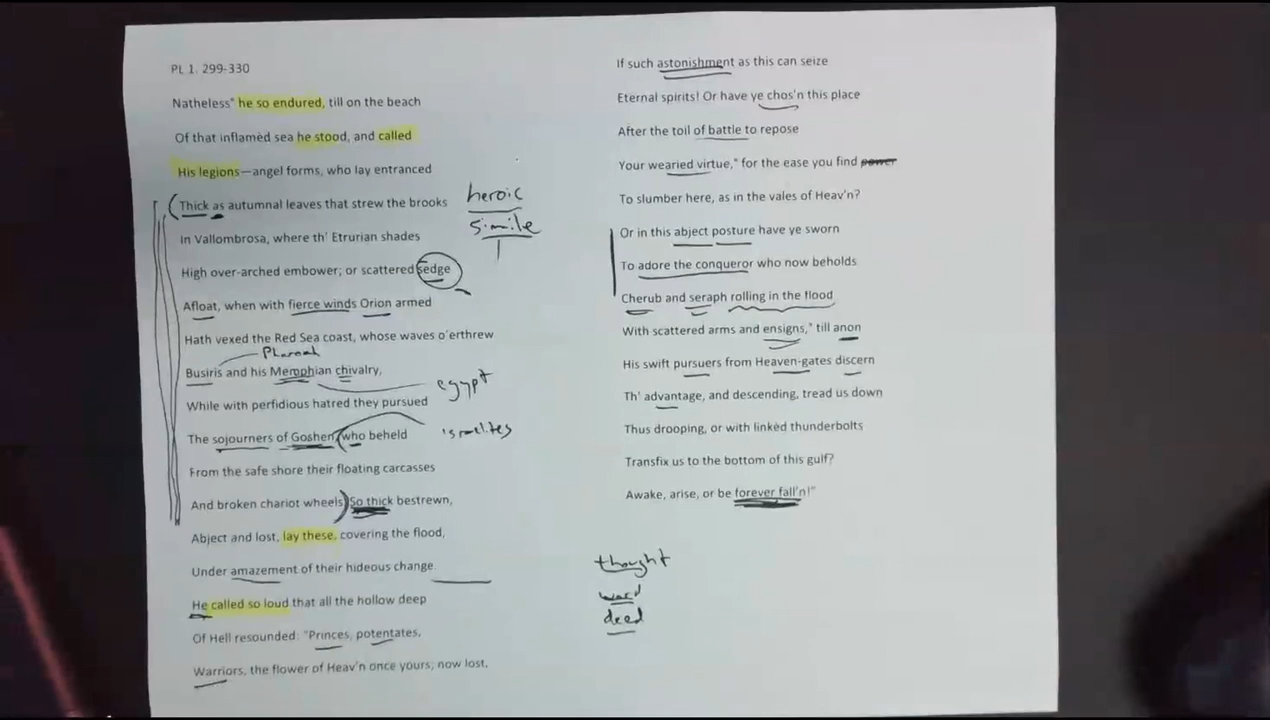 PL 1. 299-330
Natheless° he so endured, till on the beach
Of that inflamèd sea he stood, and called
His legions—angel forms, who lay entranced
Thick as autumnal leaves that strew the brooks
heroic
simile
In Vallombrosa, where th' Etrurian shades
High over-arched embower; or scattered sedge
Afloat, when with fierce winds Orion armed
Hath vexed the Red Sea coast, whose waves o'erthrew
Pharoah
Busiris and his Memphian chivalry,
egypt
While with perfidious hatred they pursued
The sojourners of Goshen, who beheld
israelites
From the safe shore their floating carcasses
And broken chariot wheels. So thick bestrewn,
Abject and lost, lay these, covering the flood,
Under amazement of their hideous change.
He called so loud that all the hollow deep
Of Hell resounded: "Princes, potentates,
Warriors, the flower of Heav'n once yours, now lost,
If such astonishment as this can seize
Eternal spirits! Or have ye chos'n this place
After the toil of battle to repose
Your wearied virtue,° for the ease you find power
To slumber here, as in the vales of Heav'n?
Or in this abject posture have ye sworn
To adore the conqueror who now beholds
Cherub and seraph rolling in the flood
With scattered arms and ensigns,° till anon
His swift pursuers from Heaven-gates discern
Th' advantage, and descending, tread us down
Thus drooping, or with linked thunderbolts
Transfix us to the bottom of this gulf?
Awake, arise, or be forever fall'n!"
thought
word
deed